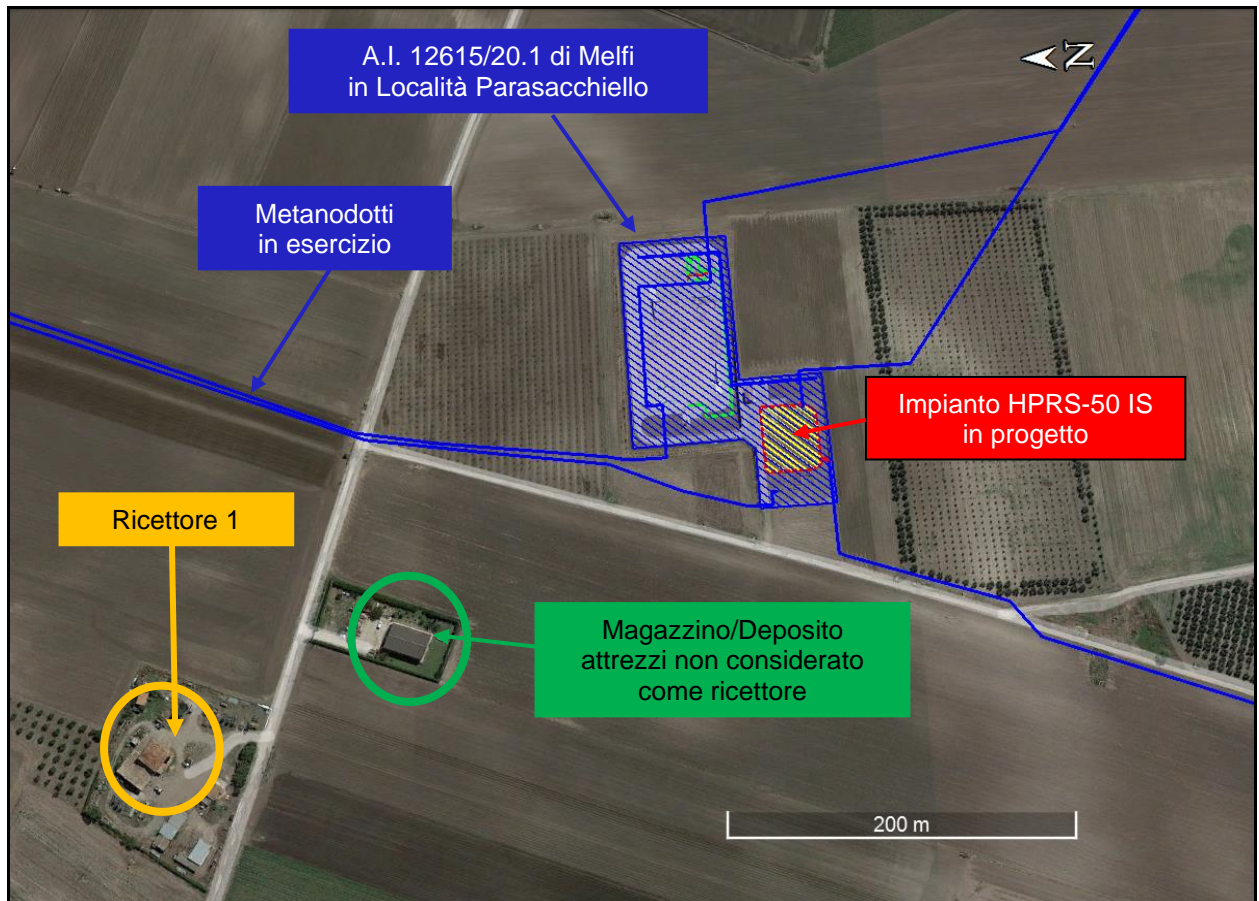 A.I. 12615/20.1 di Melfi
in Località Parasacchiello
N
Metanodotti
in esercizio
Impianto HPRS-50 IS
in progetto
Ricettore 1
Magazzino/Deposito
attrezzi non considerato
come ricettore
200 m